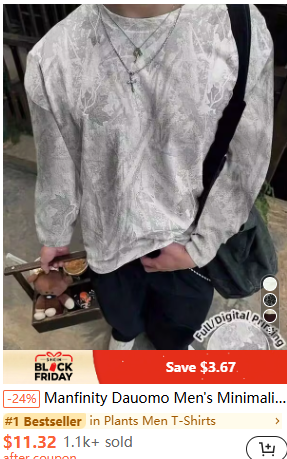 Full/Digital Printing
SHEIN
BLACK
FRIDAY
Save $3.67
-24% Manfinity Dauomo Men's Minimali...
#1 Bestseller in Plants Men T-Shirts >
$11.32 1.1k+ sold
after coupon